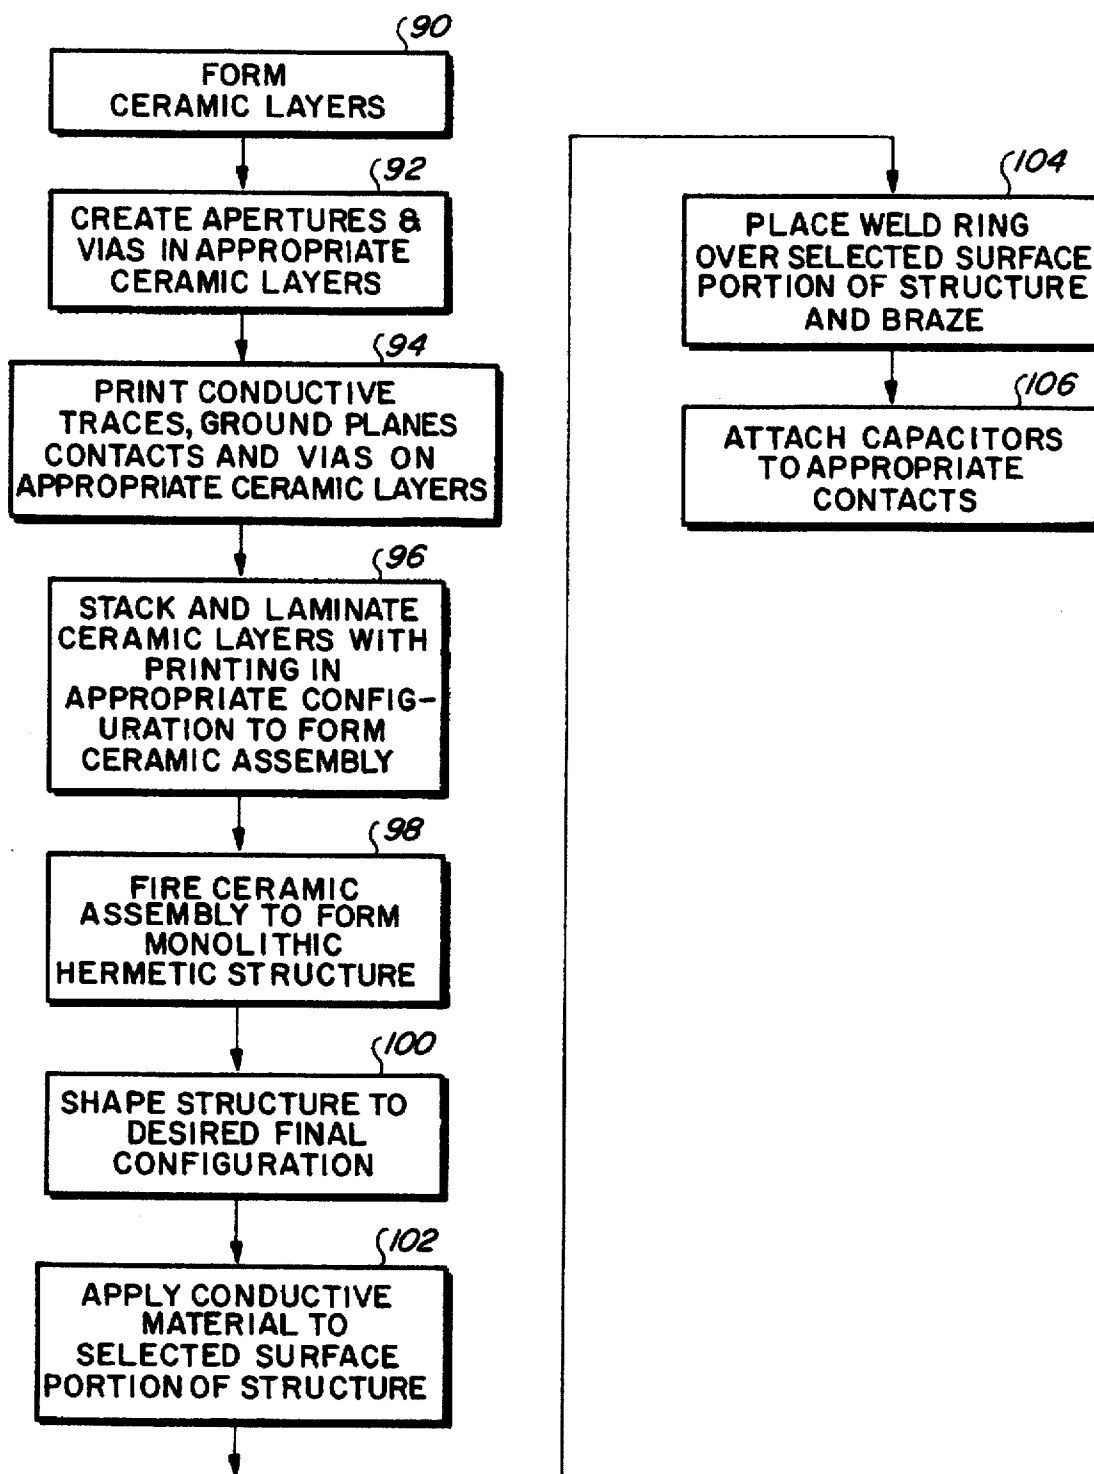 90
FORM
CERAMIC LAYERS
92
CREATE APERTURES &
VIAS IN APPROPRIATE
CERAMIC LAYERS
94
PRINT CONDUCTIVE
TRACES, GROUND PLANES
CONTACTS AND VIAS ON
APPROPRIATE CERAMIC LAYERS
96
STACK AND LAMINATE
CERAMIC LAYERS WITH
PRINTING IN
APPROPRIATE CONFIG-
URATION TO FORM
CERAMIC ASSEMBLY
98
FIRE CERAMIC
ASSEMBLY TO FORM
MONOLITHIC
HERMETIC STRUCTURE
100
SHAPE STRUCTURE TO
DESIRED FINAL
CONFIGURATION
102
APPLY CONDUCTIVE
MATERIAL TO
SELECTED SURFACE
PORTION OF STRUCTURE
104
PLACE WELD RING
OVER SELECTED SURFACE
PORTION OF STRUCTURE
AND BRAZE
106
ATTACH CAPACITORS
TO APPROPRIATE
CONTACTS